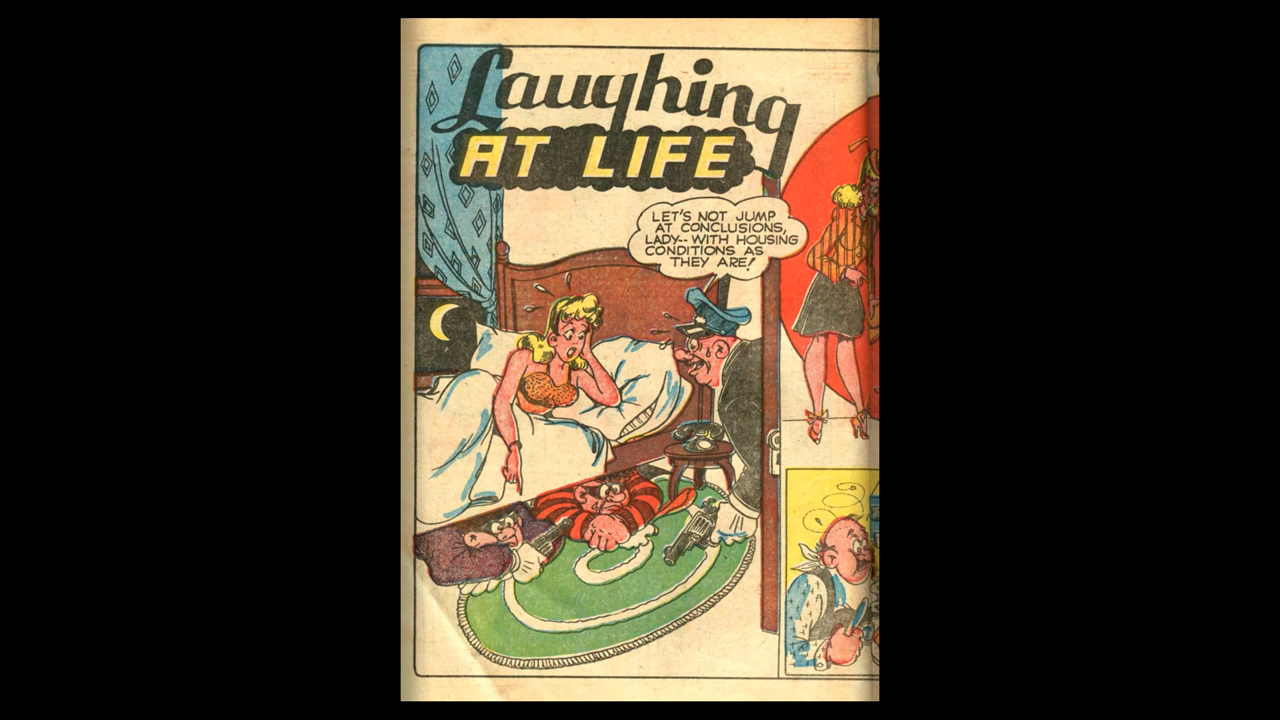 Laughing
AT LIFE
LET'S NOT JUMP
AT CONCLUSIONS,
LADY-- WITH HOUSING
CONDITIONS AS
THEY ARE!